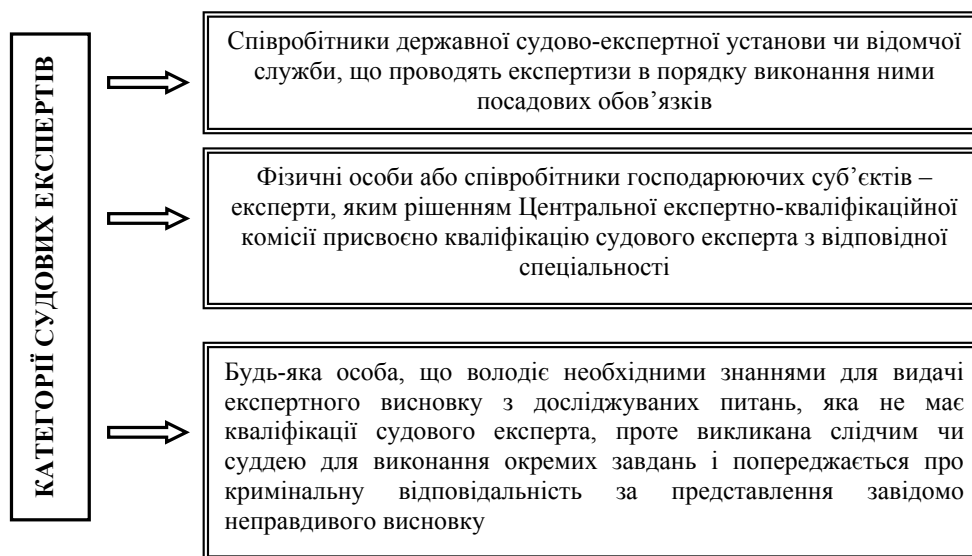 КАТЕГОРІЇ СУДОВИХ ЕКСПЕРТІВ
Співробітники державної судово-експертної установи чи відомчої
служби, що проводять експертизи в порядку виконання ними
посадових обов’язків
Фізичні особи або співробітники господарюючих суб’єктів –
експерти, яким рішенням Центральної експертно-кваліфікаційної
комісії присвоєно кваліфікацію судового експерта з відповідної
спеціальності
Будь-яка особа, що володіє необхідними знаннями для видачі
експертного висновку з досліджуваних питань, яка не має
кваліфікації судового експерта, проте викликана слідчим чи
суддею для виконання окремих завдань і попереджається про
кримінальну відповідальність за представлення завідомо
неправдивого висновку